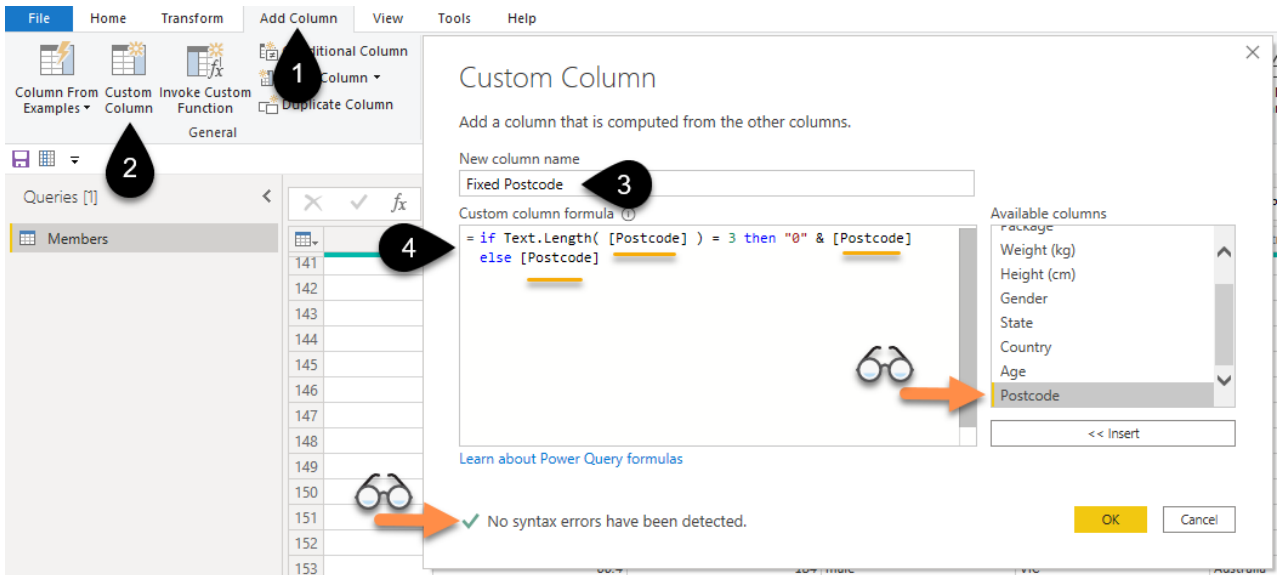 File Home Transform Add Column View Tools Help
Column From Examples
Custom Column
Invoke Custom Function
Column
Duplicate Column
General
1
2
Queries [1]
Members
fx
141
142
143
144
145
146
147
148
149
150
151
152
153
Custom Column
Add a column that is computed from the other columns.
New column name
Fixed Postcode
3
Custom column formula
4
= if Text.Length( [Postcode] ) = 3 then "0" & [Postcode]
else [Postcode]
Available columns
Package
Weight (kg)
Height (cm)
Gender
State
Country
Age
Postcode
<< Insert
Learn about Power Query formulas
No syntax errors have been detected.
OK
Cancel